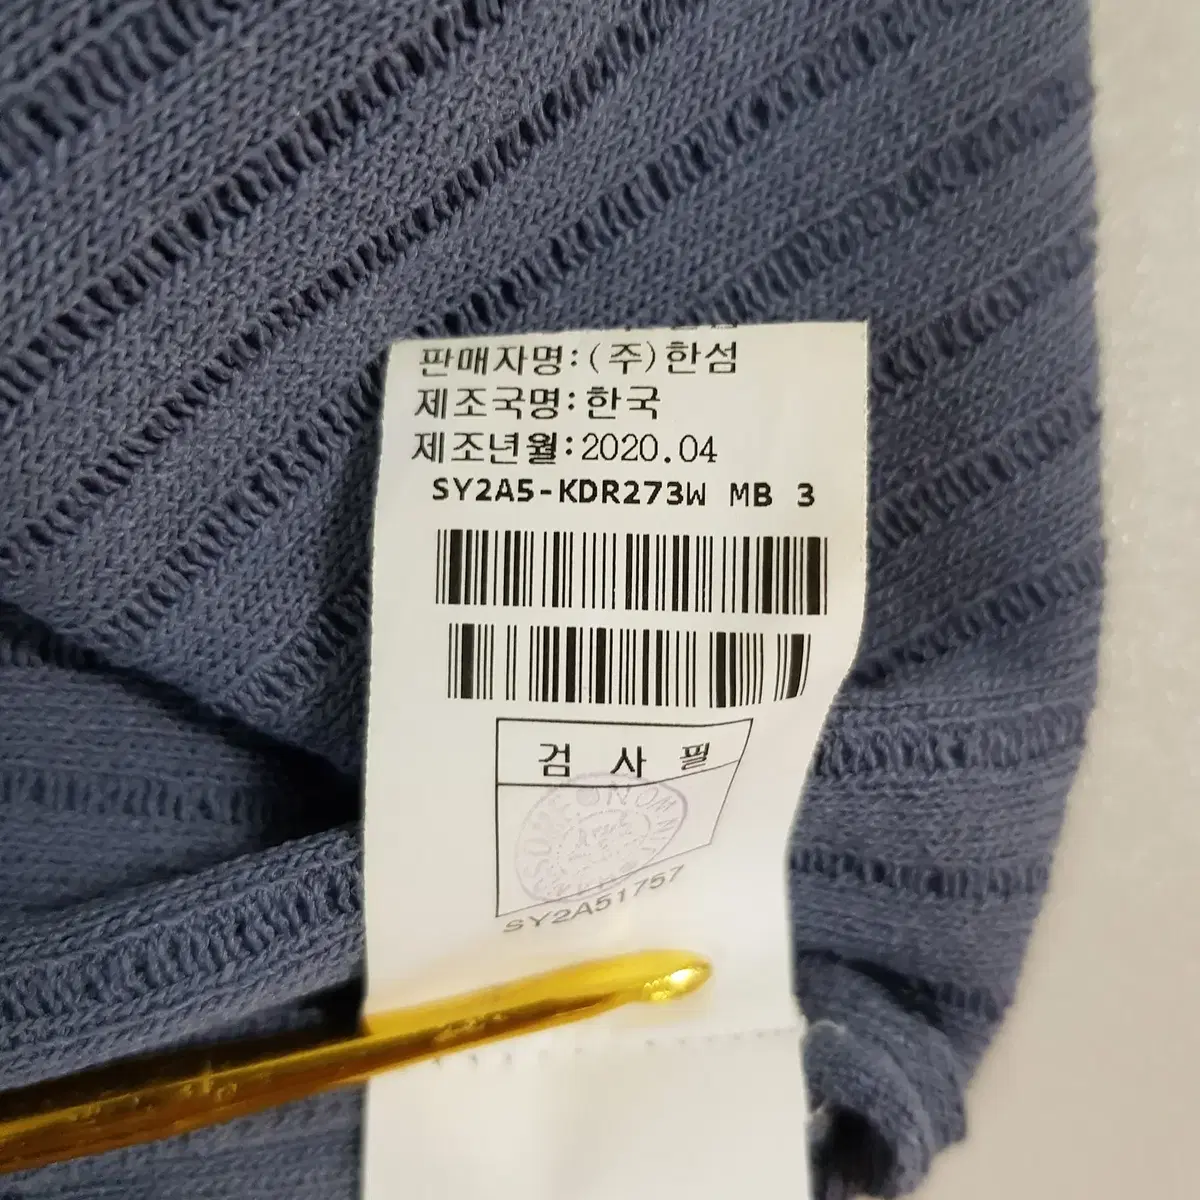 판매자명:(주)한섬
제조국명:한국
제조년월:2020.04
SY2A5-KDR273W MB 3
검 사 필
SY2A51757